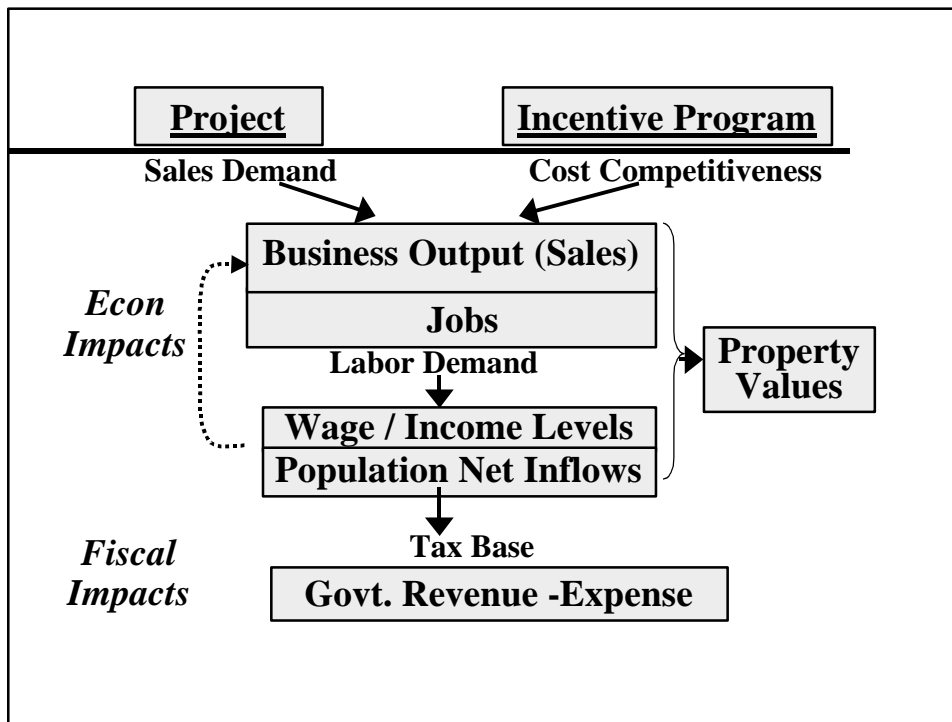 Project
Incentive Program
Sales Demand
Cost Competitiveness
Business Output (Sales)
Econ
Impacts
Jobs
Labor Demand
Property
Values
Wage / Income Levels
Population Net Inflows
Tax Base
Fiscal
Impacts
Govt. Revenue -Expense